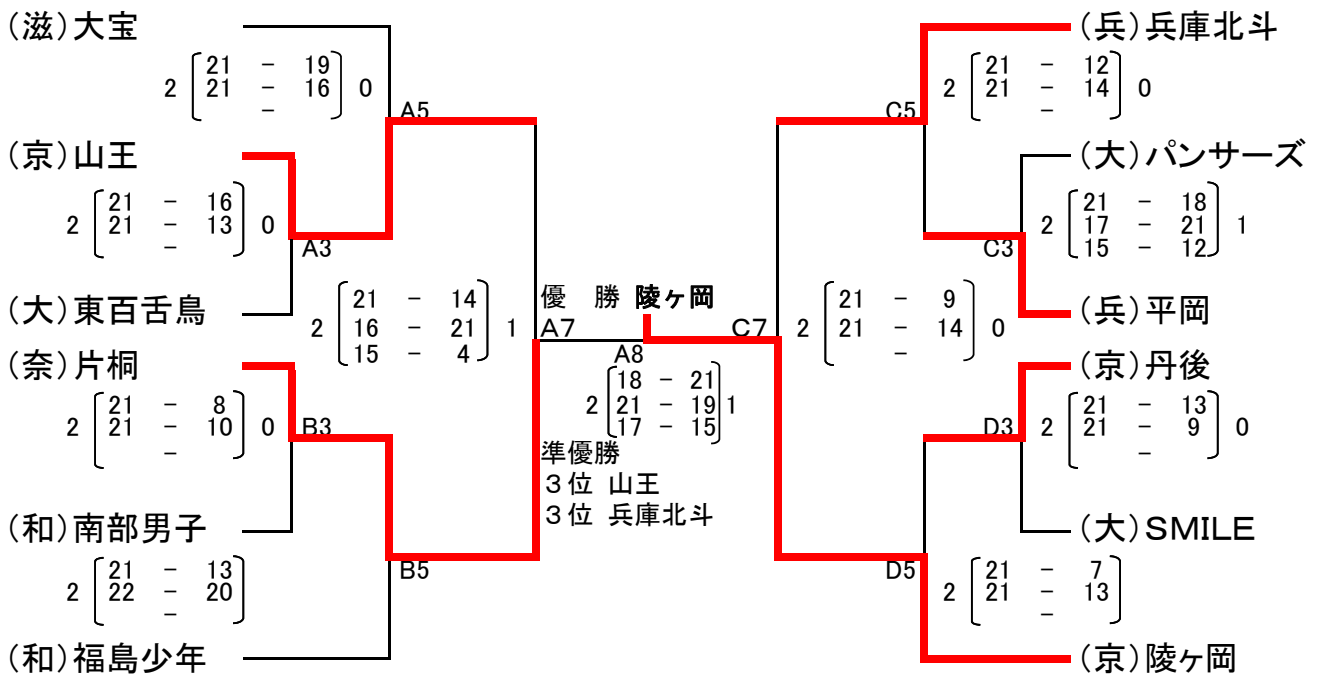 (滋)大宝
2 21 - 19 0
21 - 16
-
A5
(京)山王
2 21 - 16 0
21 - 13
-
A3
(大)東百舌鳥
2 21 - 14 1
16 - 21
15 - 4
(奈)片桐
2 21 - 8 0
21 - 10
-
B3
(和)南部男子
2 21 - 13
22 - 20
-
B5
(和)福島少年
優 勝 陵ヶ岡
A7
C7
A8
18 - 21
2 21 - 19 1
17 - 15
準優勝
3位 山王
3位 兵庫北斗
(兵)兵庫北斗
2 21 - 12 0
21 - 14
-
C5
(大)パンサーズ
21 - 18
2 17 - 21 1
15 - 12
C3
(兵)平岡
2 21 - 9 0
21 - 14
-
(京)丹後
D3
2 21 - 13 0
21 - 9
-
(大)SMILE
2 21 - 7
21 - 13
-
D5
(京)陵ヶ岡